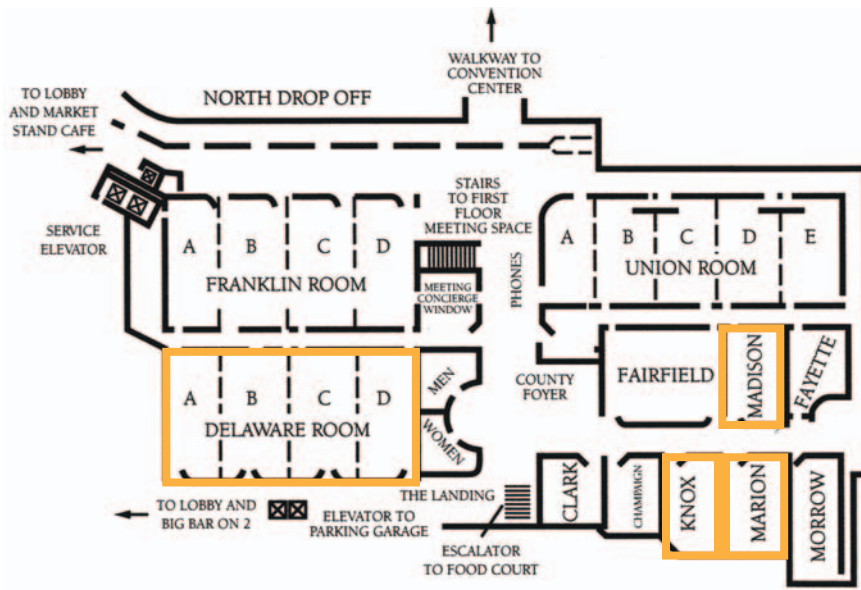 WALKWAY TO
CONVENTION
CENTER
TO LOBBY
AND MARKET
STAND CAFE
NORTH DROP OFF
STAIRS
TO FIRST
FLOOR
MEETING SPACE
SERVICE
ELEVATOR
A B C D
FRANKLIN ROOM
MEETING
CONCIERGE
WINDOW
PHONES
A B C D E
UNION ROOM
COUNTY
FOYER
FAIRFIELD
MADISON
FAYETTE
A B C D
DELAWARE ROOM
MEN
WOMEN
CLARK
CHAMPAIGN
KNOX
MARION
MORROW
TO LOBBY AND
BIG BAR ON 2
ELEVATOR TO
PARKING GARAGE
THE LANDING
ESCALATOR
TO FOOD COURT